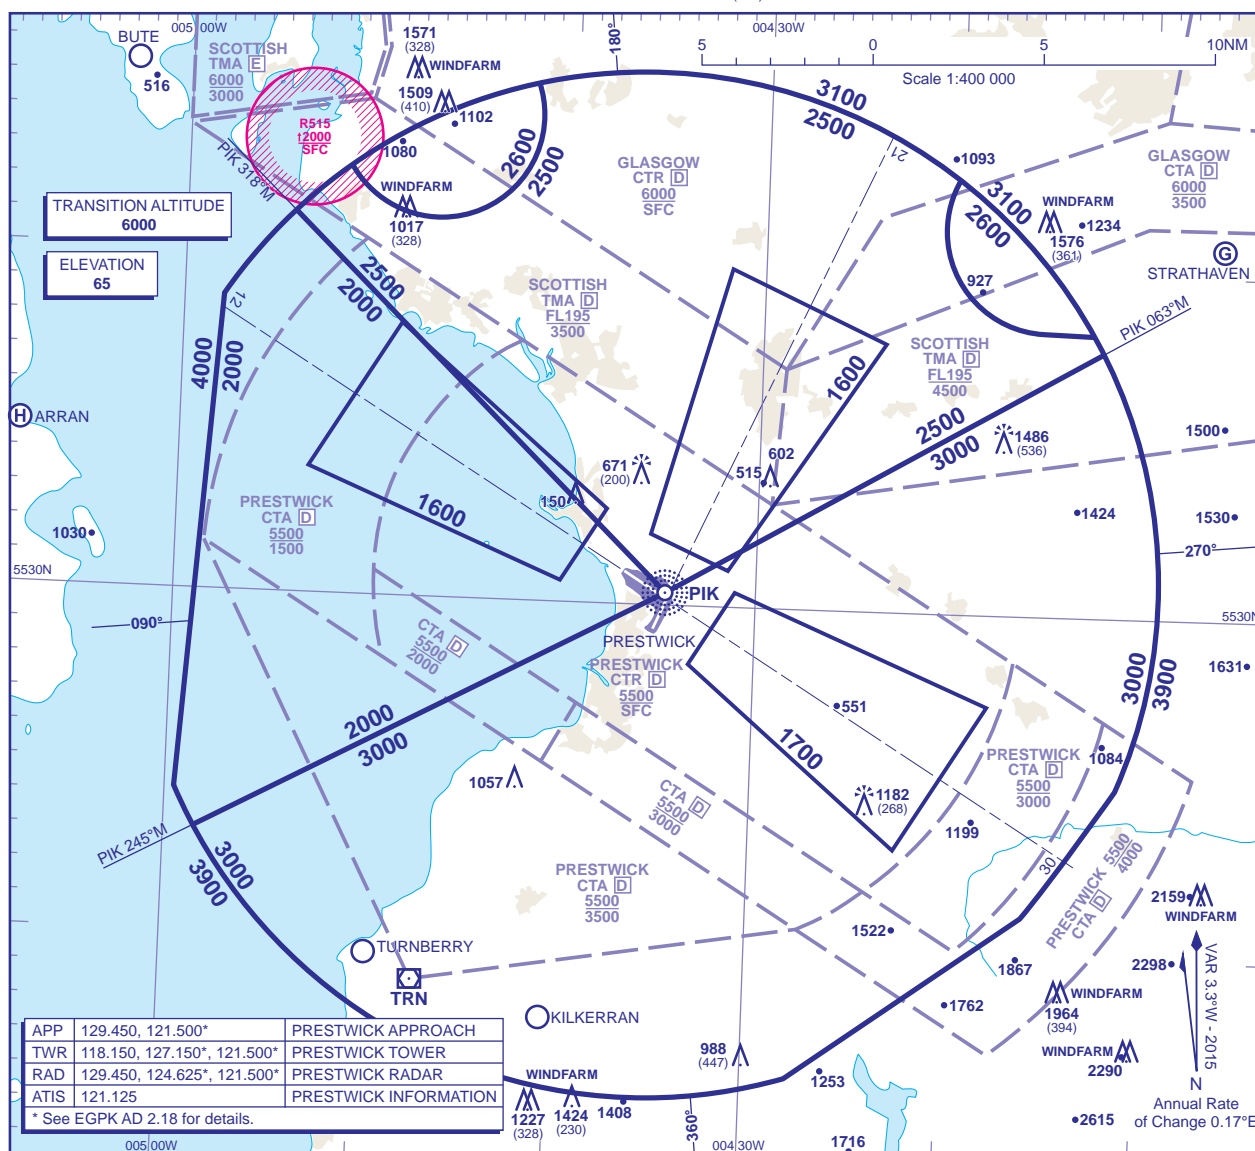 005 00W
180°
004 30W
5
0
5
10NM
Scale 1:400 000
BUTE
516
SCOTTISH
TMA E
6000
3000
1571
(328)
WINDFARM
1509
(410)
1102
R515
†2000
SFC
1080
PIK 318°M
2600
2500
3100
2500
21
1093
GLASGOW
CTR D
6000
SFC
GLASGOW
CTA D
6000
3500
WINDFARM
1017
(328)
3100
2600
WINDFARM
1234
1576
(361)
G
STRATHAVEN
TRANSITION ALTITUDE
6000
ELEVATION
65
2500
2000
12
SCOTTISH
TMA D
FL195
3500
927
PIK 063°M
4000
2000
1600
SCOTTISH
TMA D
FL195
4500
H ARRAN
2500
3000
1486
(536)
1500
671
(200)
602
515
150
1600
PRESTWICK
CTA D
5500
1500
1030
1424
1530
270°
5530N
PIK
PRESTWICK
090°
5530N
CTA D
5500
2000
PRESTWICK
CTR D
5500
SFC
1631
551
3000
3900
2000
3000
1700
PRESTWICK
CTA D
5500
3000
1084
1057
CTA D
5500
3000
1182
(268)
1199
PIK 245°M
3000
3900
30
PRESTWICK 5500
CTA D 4000
PRESTWICK
CTA D
5500
3500
2159
WINDFARM
1522
TURNBERRY
TRN
1867
2298
VAR 3.3°W - 2015
1762
WINDFARM
1964
(394)
KILKERRAN
988
(447)
WINDFARM
2290
N
Annual Rate
of Change 0.17°E
APP 129.450, 121.500* PRESTWICK APPROACH
TWR 118.150, 127.150*, 121.500* PRESTWICK TOWER
RAD 129.450, 124.625*, 121.500* PRESTWICK RADAR
ATIS 121.125 PRESTWICK INFORMATION
* See EGPK AD 2.18 for details.
WINDFARM
1227
(328)
1424
(230)
1408
1253
360°
2615
005 00W
004 30W
1716